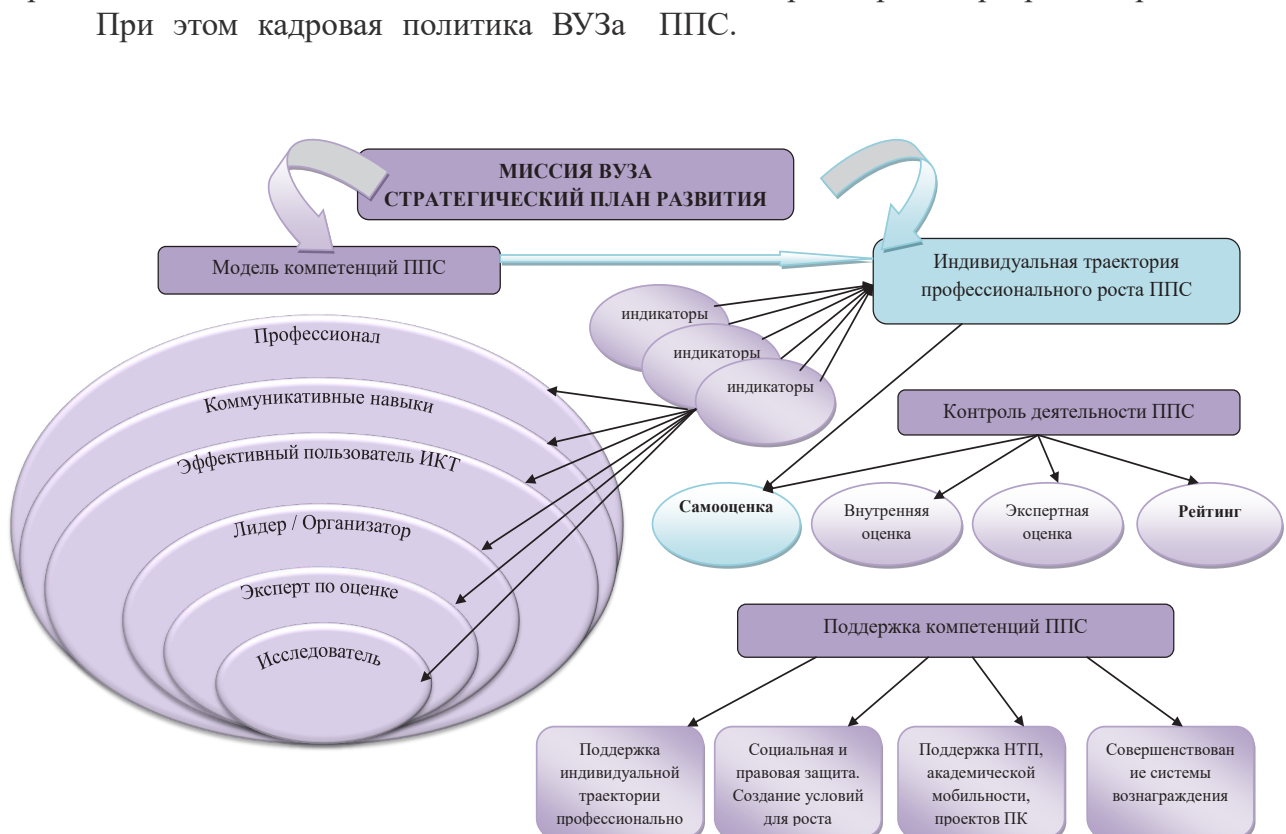 При этом кадровая политика ВУЗа ППС.
МИССИЯ ВУЗА
СТРАТЕГИЧЕСКИЙ ПЛАН РАЗВИТИЯ
Модель компетенций ППС
Индивидуальная траектория
профессионального роста ППС
индикаторы
индикаторы
индикаторы
Профессионал
Коммуникативные навыки
Эффективный пользователь ИКТ
Лидер / Организатор
Эксперт по оценке
Исследователь
Контроль деятельности ППС
Самооценка
Внутренняя
оценка
Экспертная
оценка
Рейтинг
Поддержка компетенций ППС
Поддержка
индивидуальной
траектории
профессионально
Социальная и
правовая защита.
Создание условий
для роста
Поддержка НТП,
академической
мобильности,
проектов ПК
Совершенствован
ие системы
вознаграждения